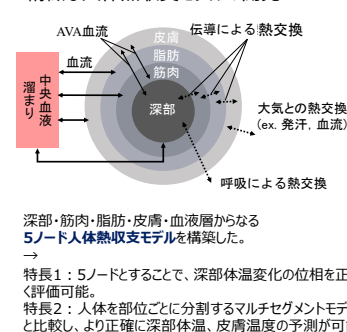 AVA血流
伝導による熱交換
皮膚
脂肪
筋肉
血流
中央血液溜まり
深部
大気との熱交換
(ex. 発汗, 血流)
呼吸による熱交換
深部・筋肉・脂肪・皮膚・血液層からなる
5ノード人体熱収支モデルを構築した。
→
特長1：5ノードとすることで、深部体温変化の位相を正
く評価可能。
特長2：人体を部位ごとに分割するマルチセグメントモデ
と比較し、より正確に深部体温、皮膚温度の予測が可